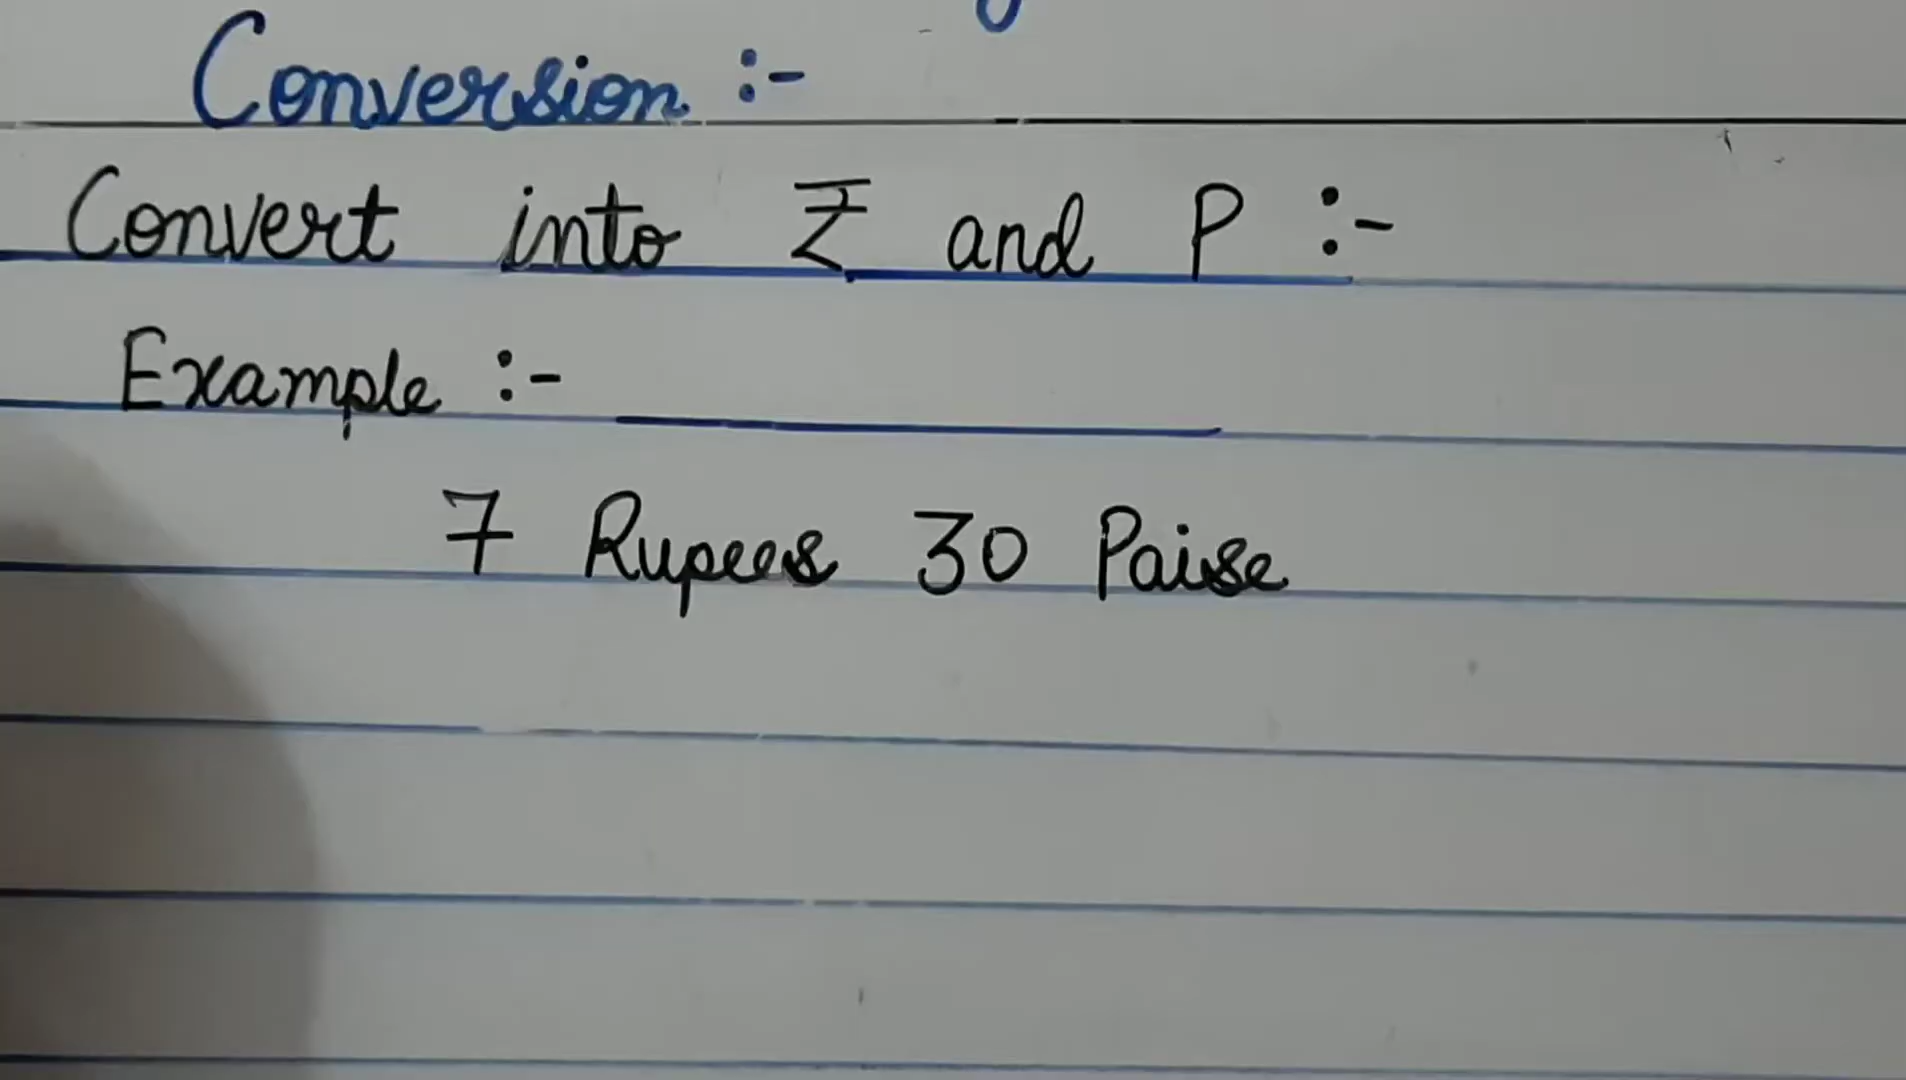 Conversion :-
Convert into ₹ and P :-
Example :-
7 Rupees 30 Paise